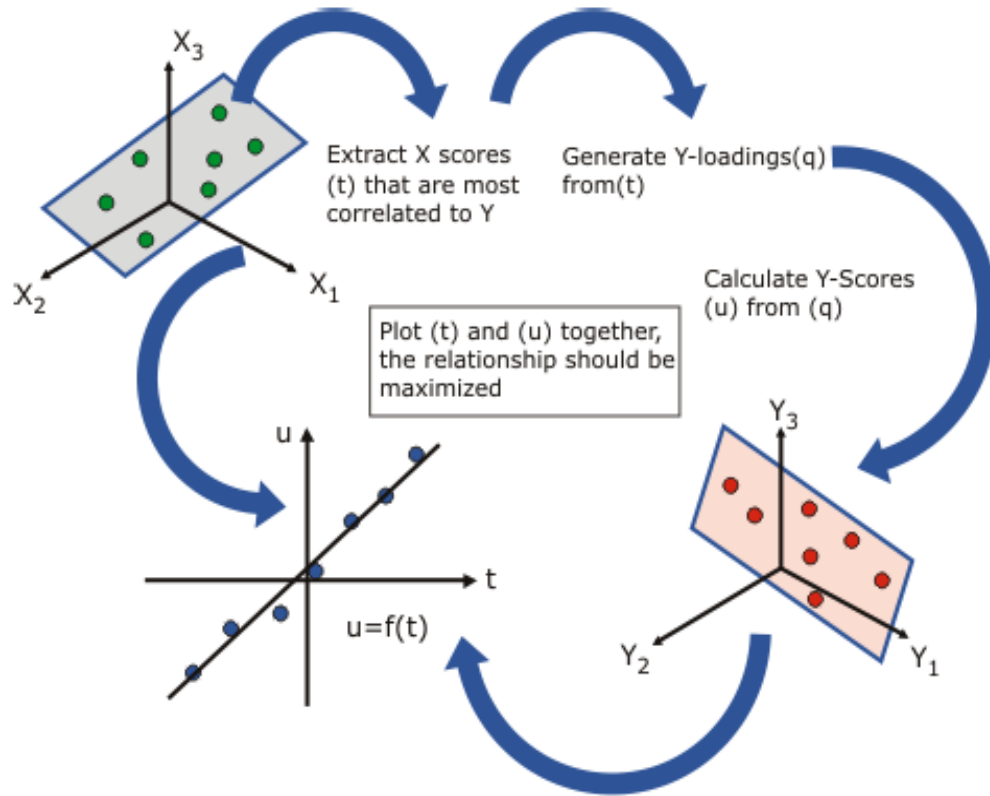 X3
X2
X1
Extract X scores
(t) that are most
correlated to Y
Generate Y-loadings(q)
from(t)
Calculate Y-Scores
(u) from (q)
Plot (t) and (u) together,
the relationship should be
maximized
u
t
u=f(t)
Y3
Y2
Y1